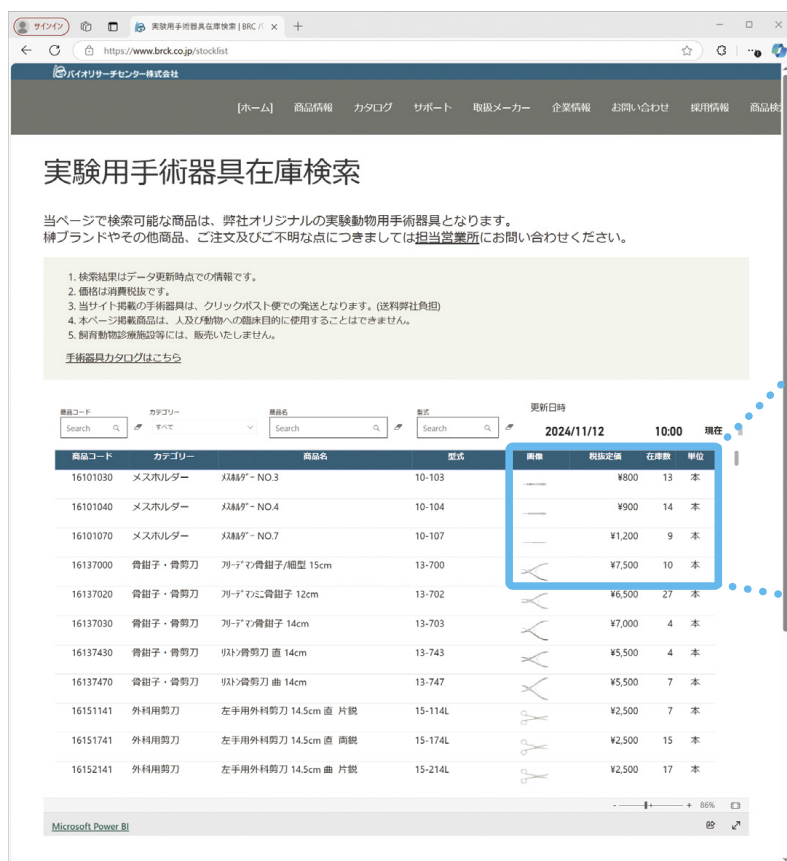 サインイン
実験用手術器具在庫検索 | BRC バ
https://www.brck.co.jp/stocklist
バイオリサーチセンター株式会社
[ホーム] 商品情報 カタログ サポート 取扱メーカー 企業情報 お問い合わせ 採用情報 商品検
実験用手術器具在庫検索
当ページで検索可能な商品は、弊社オリジナルの実験動物用手術器具となります。
榊ブランドやその他商品、ご注文及びご不明な点につきましては担当営業所にお問い合わせください。
1. 検索結果はデータ更新時点での情報です。
2. 価格は消費税抜です。
3. 当サイト掲載の手術器具は、クリックポスト便での発送となります。(送料弊社負担)
4. 本ページ掲載商品は、人及び動物への臨床目的に使用することはできません。
5. 飼育動物診療施設等には、販売いたしません。
手術器具カタログはこちら
商品コード カテゴリー 商品名 型式 更新日時
Search すべて Search Search 2024/11/12 10:00 現在
商品コード カテゴリー 商品名 型式 画像 税抜定価 在庫数 単位
16101030 メスホルダー ﾒｽﾎﾙﾀﾞｰ NO.3 10-103 ¥800 13 本
16101040 メスホルダー ﾒｽﾎﾙﾀﾞｰ NO.4 10-104 ¥900 14 本
16101070 メスホルダー ﾒｽﾎﾙﾀﾞｰ NO.7 10-107 ¥1,200 9 本
16137000 骨鉗子・骨剪刀 ﾌﾘｰﾃﾞﾏﾝ骨鉗子/細型 15cm 13-700 ¥7,500 10 本
16137020 骨鉗子・骨剪刀 ﾌﾘｰﾃﾞﾏﾝﾐﾆ骨鉗子 12cm 13-702 ¥6,500 27 本
16137030 骨鉗子・骨剪刀 ﾌﾘｰﾃﾞﾏﾝ骨鉗子 14cm 13-703 ¥7,000 4 本
16137430 骨鉗子・骨剪刀 ﾘｽﾄﾝ骨剪刀 直 14cm 13-743 ¥5,500 4 本
16137470 骨鉗子・骨剪刀 ﾘｽﾄﾝ骨剪刀 曲 14cm 13-747 ¥5,500 7 本
16151141 外科用剪刀 左手用外科剪刀 14.5cm 直 片鋭 15-114L ¥2,500 7 本
16151741 外科用剪刀 左手用外科剪刀 14.5cm 直 両鋭 15-174L ¥2,500 15 本
16152141 外科用剪刀 左手用外科剪刀 14.5cm 曲 片鋭 15-214L ¥2,500 17 本
- + 86%
Microsoft Power BI